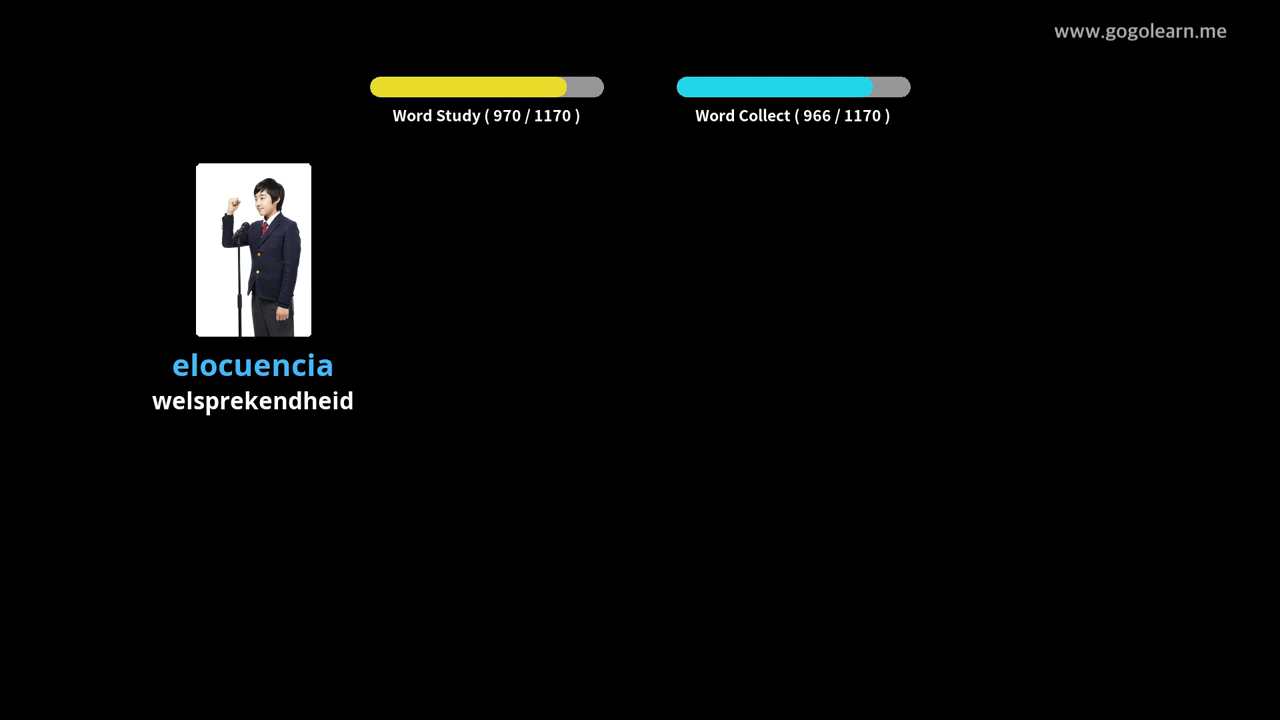 www.gogolearn.me
Word Study ( 970 / 1170 )
Word Collect ( 966 / 1170 )
elocuencia
welsprekendheid